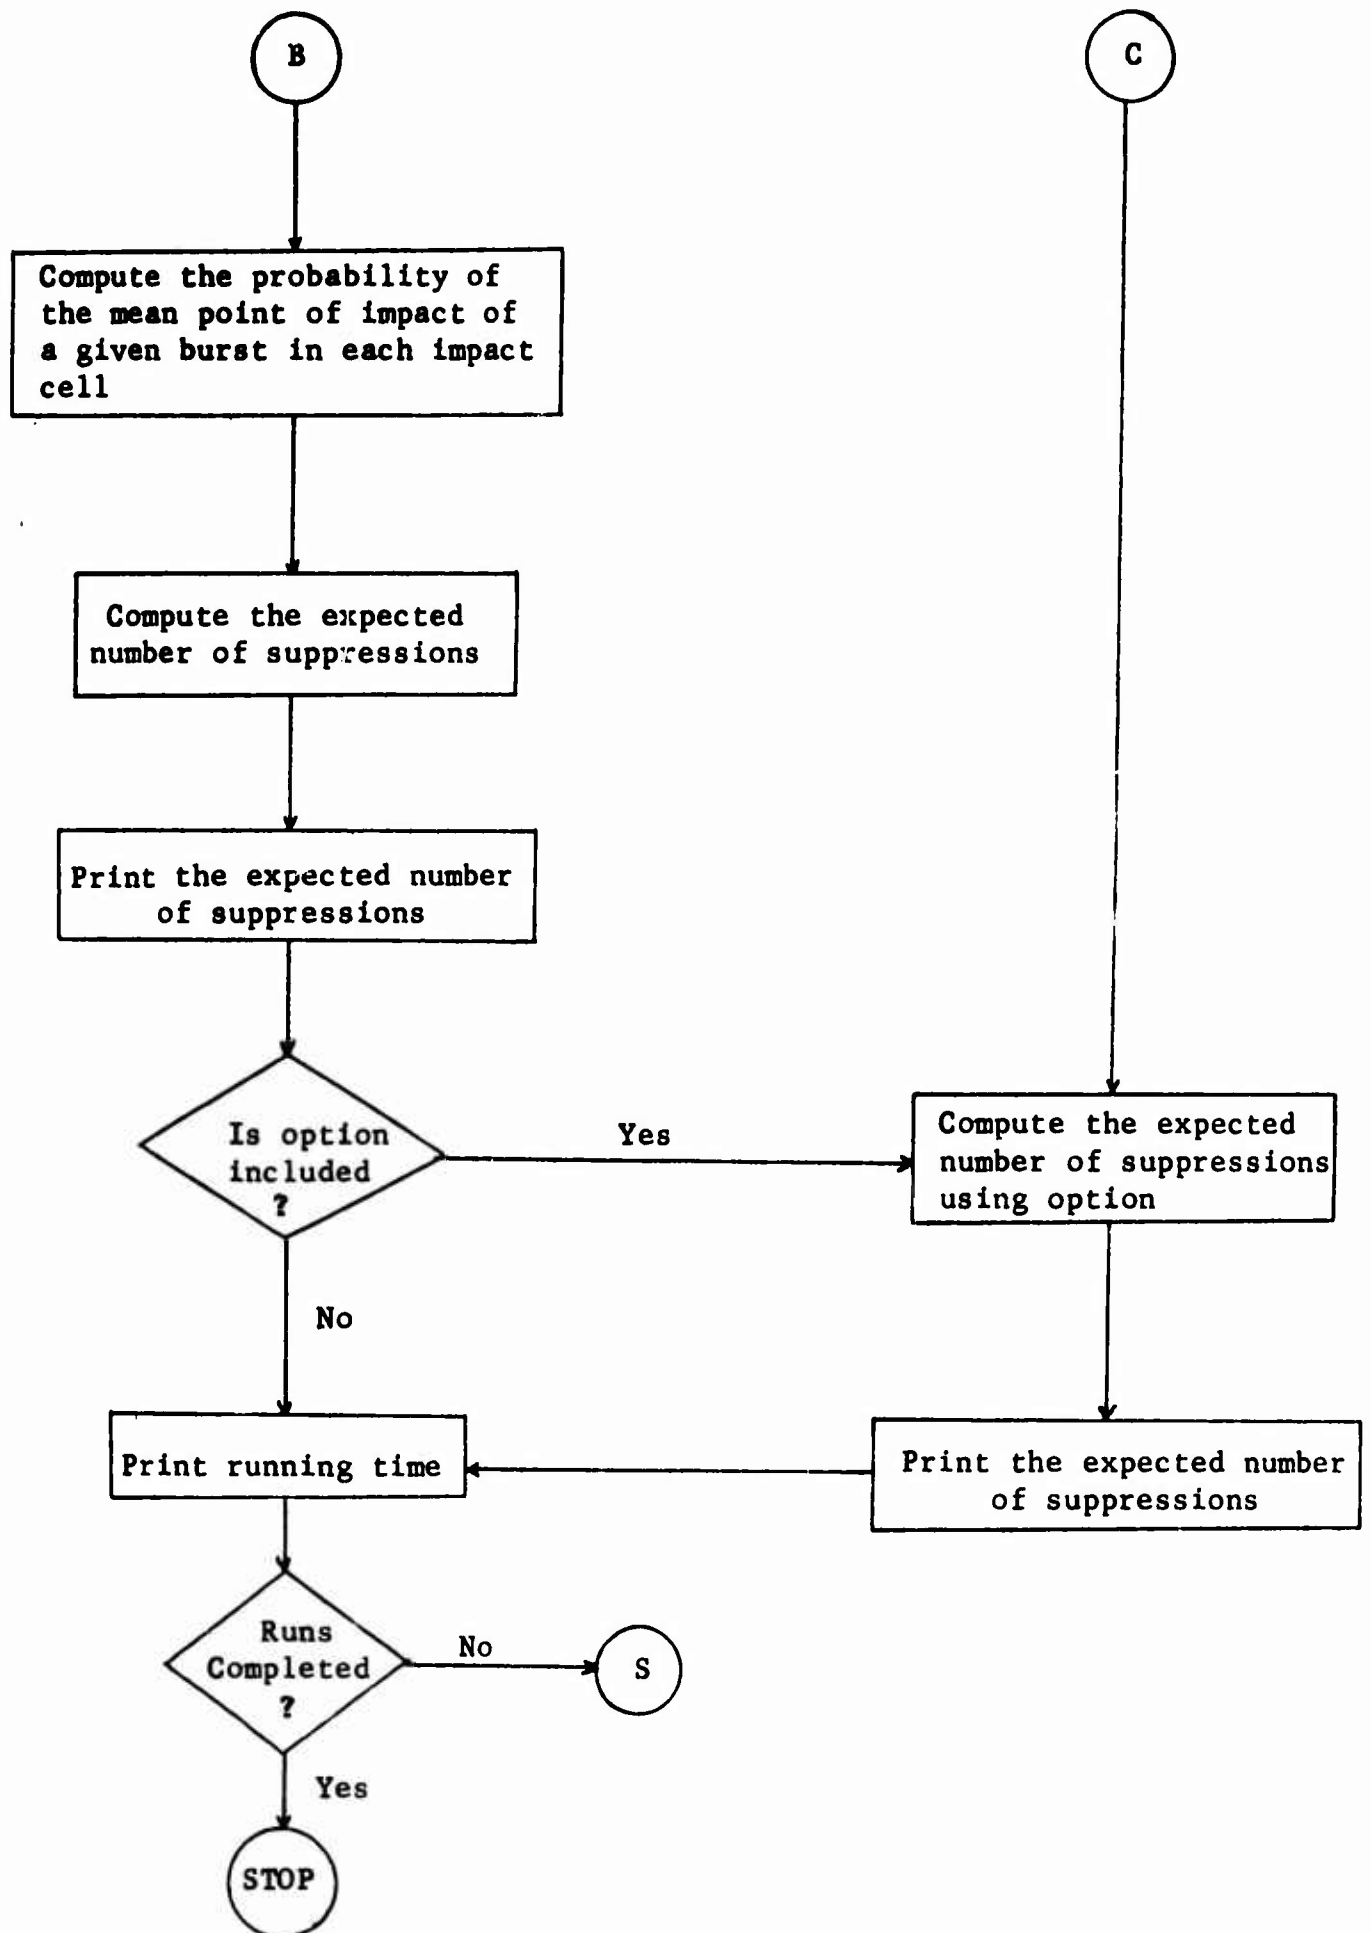 B
C
Compute the probability of
the mean point of impact of
a given burst in each impact
cell
Compute the expected
number of suppressions
Print the expected number
of suppressions
Is option
included
?
Yes
Compute the expected
number of suppressions
using option
No
Print running time
Print the expected number
of suppressions
Runs
Completed
?
No
S
Yes
STOP